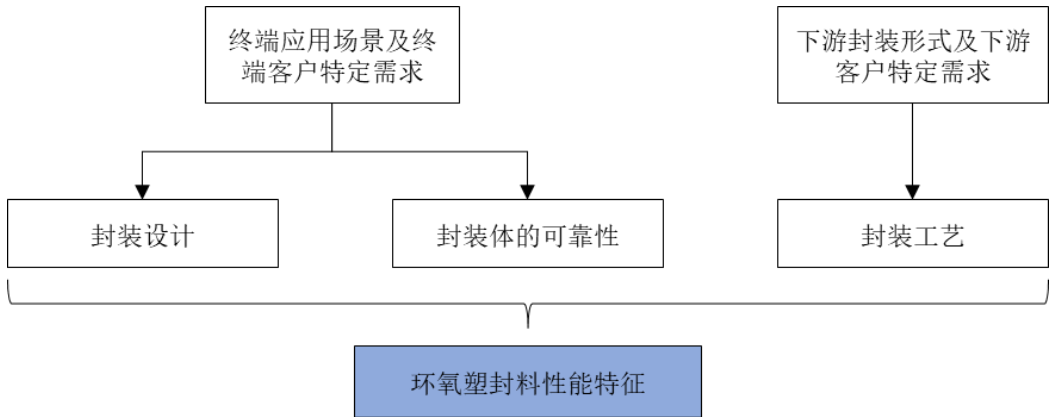 终端应用场景及终
端客户特定需求
下游封装形式及下游
客户特定需求
封装设计
封装体的可靠性
封装工艺
环氧塑封料性能特征